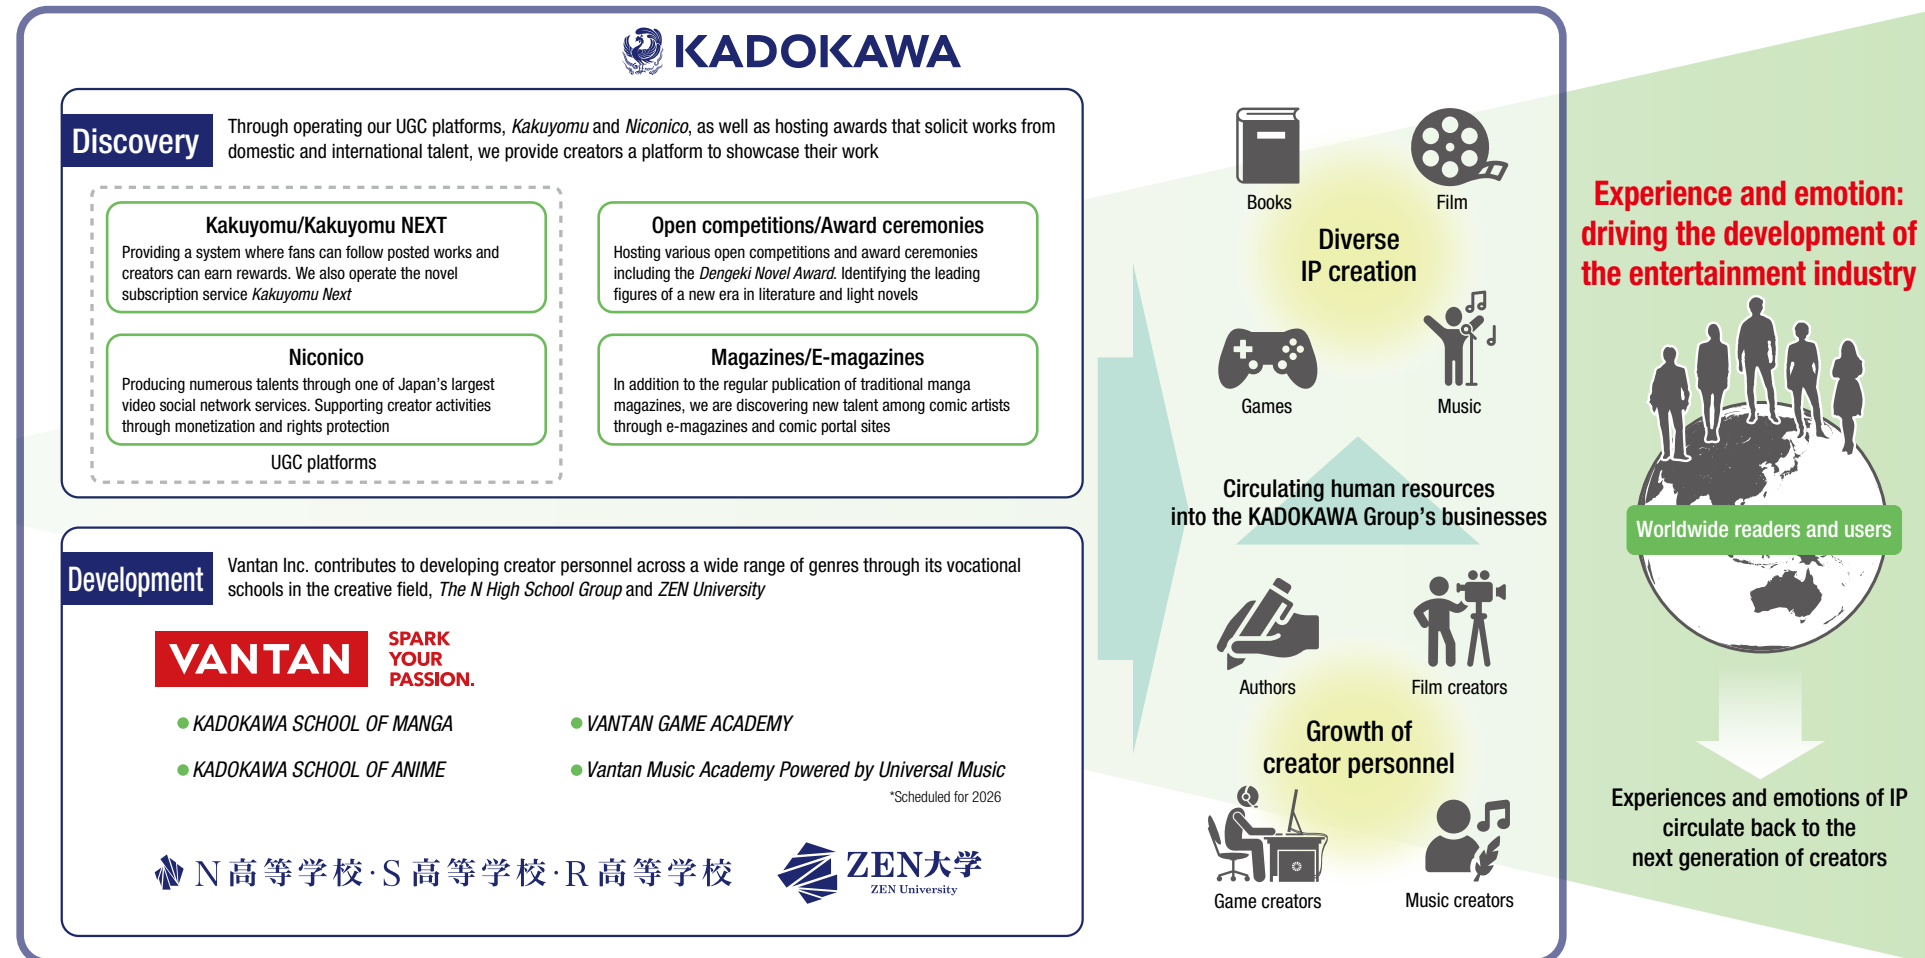 KADOKAWA
Discovery
Through operating our UGC platforms, Kakuyomu and Niconico, as well as hosting awards that solicit works from
domestic and international talent, we provide creators a platform to showcase their work
Kakuyomu/Kakuyomu NEXT
Providing a system where fans can follow posted works and
creators can earn rewards. We also operate the novel
subscription service Kakuyomu Next
Niconico
Producing numerous talents through one of Japan's largest
video social network services. Supporting creator activities
through monetization and rights protection
UGC platforms
Open competitions/Award ceremonies
Hosting various open competitions and award ceremonies
including the Dengeki Novel Award. Identifying the leading
figures of a new era in literature and light novels
Magazines/E-magazines
In addition to the regular publication of traditional manga
magazines, we are discovering new talent among comic artists
through e-magazines and comic portal sites
Development
Vantan Inc. contributes to developing creator personnel across a wide range of genres through its vocational
schools in the creative field, The N High School Group and ZEN University
VANTAN
SPARK
YOUR
PASSION.
● KADOKAWA SCHOOL OF MANGA
● KADOKAWA SCHOOL OF ANIME
● VANTAN GAME ACADEMY
● Vantan Music Academy Powered by Universal Music
*Scheduled for 2026
N高等学校·S高等学校·R高等学校
ZEN大学
ZEN University
Books
Film
Diverse
IP creation
Games
Music
Circulating human resources
into the KADOKAWA Group's businesses
Authors
Film creators
Growth of
creator personnel
Game creators
Music creators
Experience and emotion:
driving the development of
the entertainment industry
Worldwide readers and users
Experiences and emotions of IP
circulate back to the
next generation of creators